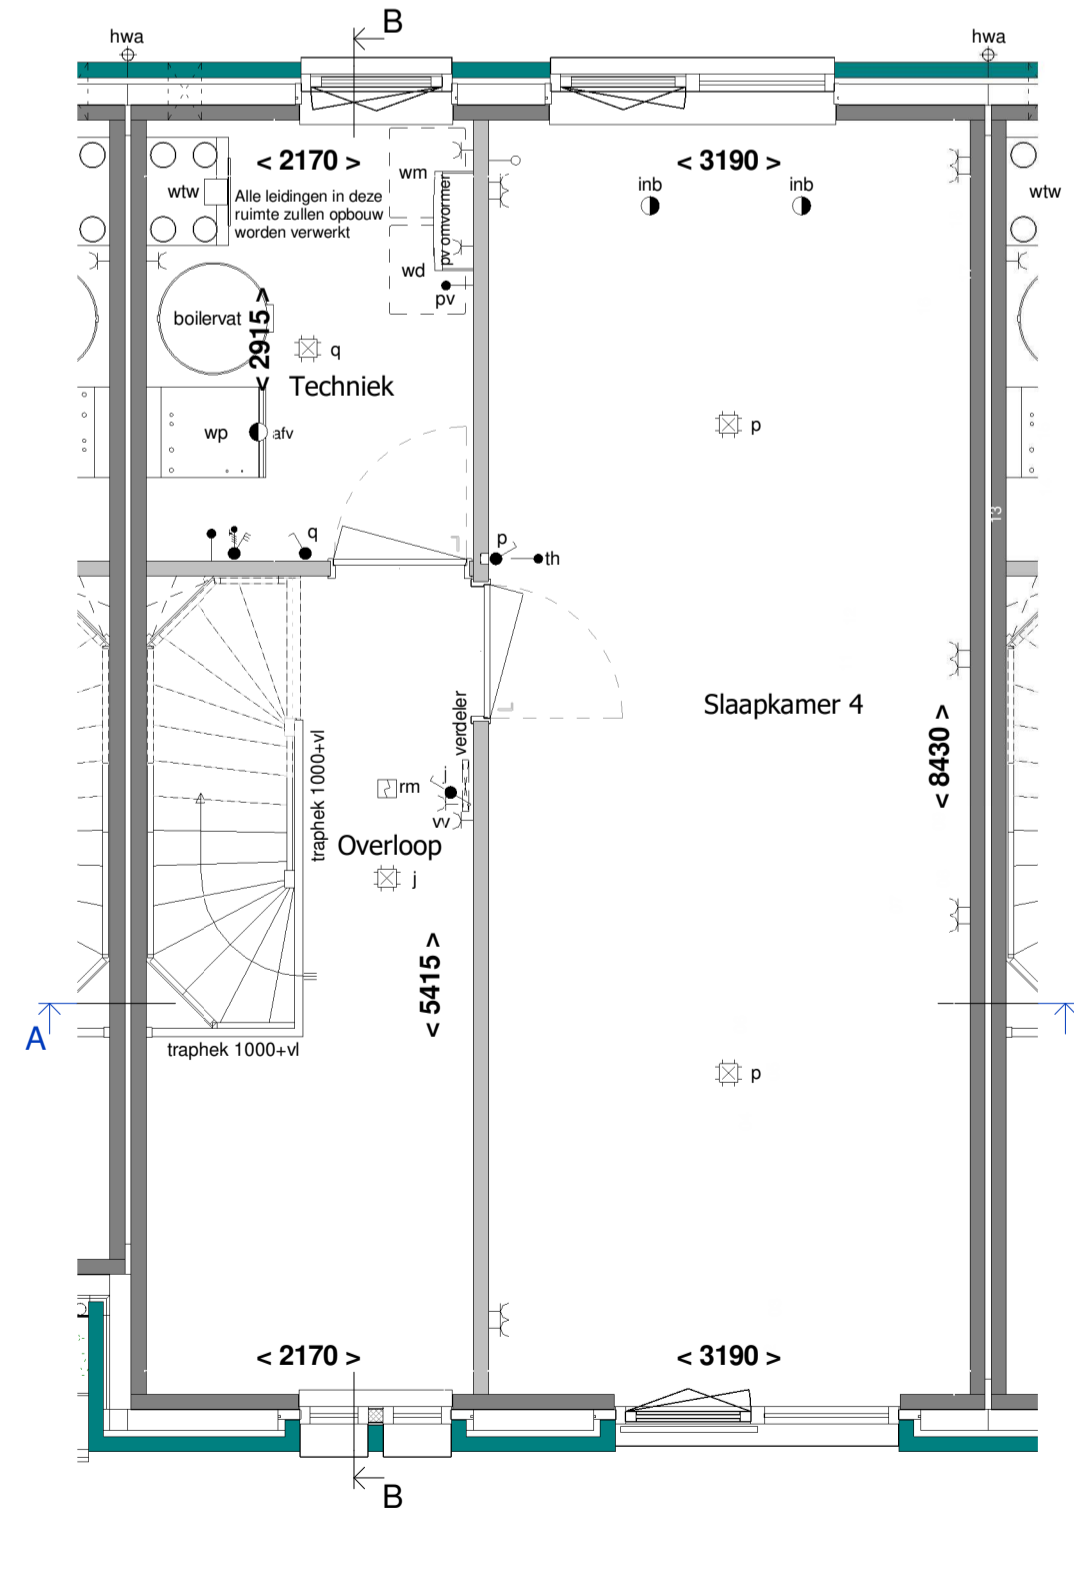 B
hwa
hwa
< 2170 >
< 3190 >
wm
wtw
Alle leidingen in deze
ruimte zullen opbouw
worden verwerkt
pv omvormer
inb
inb
wtw
wd
pv
boilervat
< 2915 >
q
Techniek
p
wp
afv
13
q
p
th
verdeler
Slaapkamer 4
< 8430 >
traphek 1000+vl
j
rm
vv
Overloop
j
< 5415 >
A
traphek 1000+vl
p
< 2170 >
< 3190 >
B